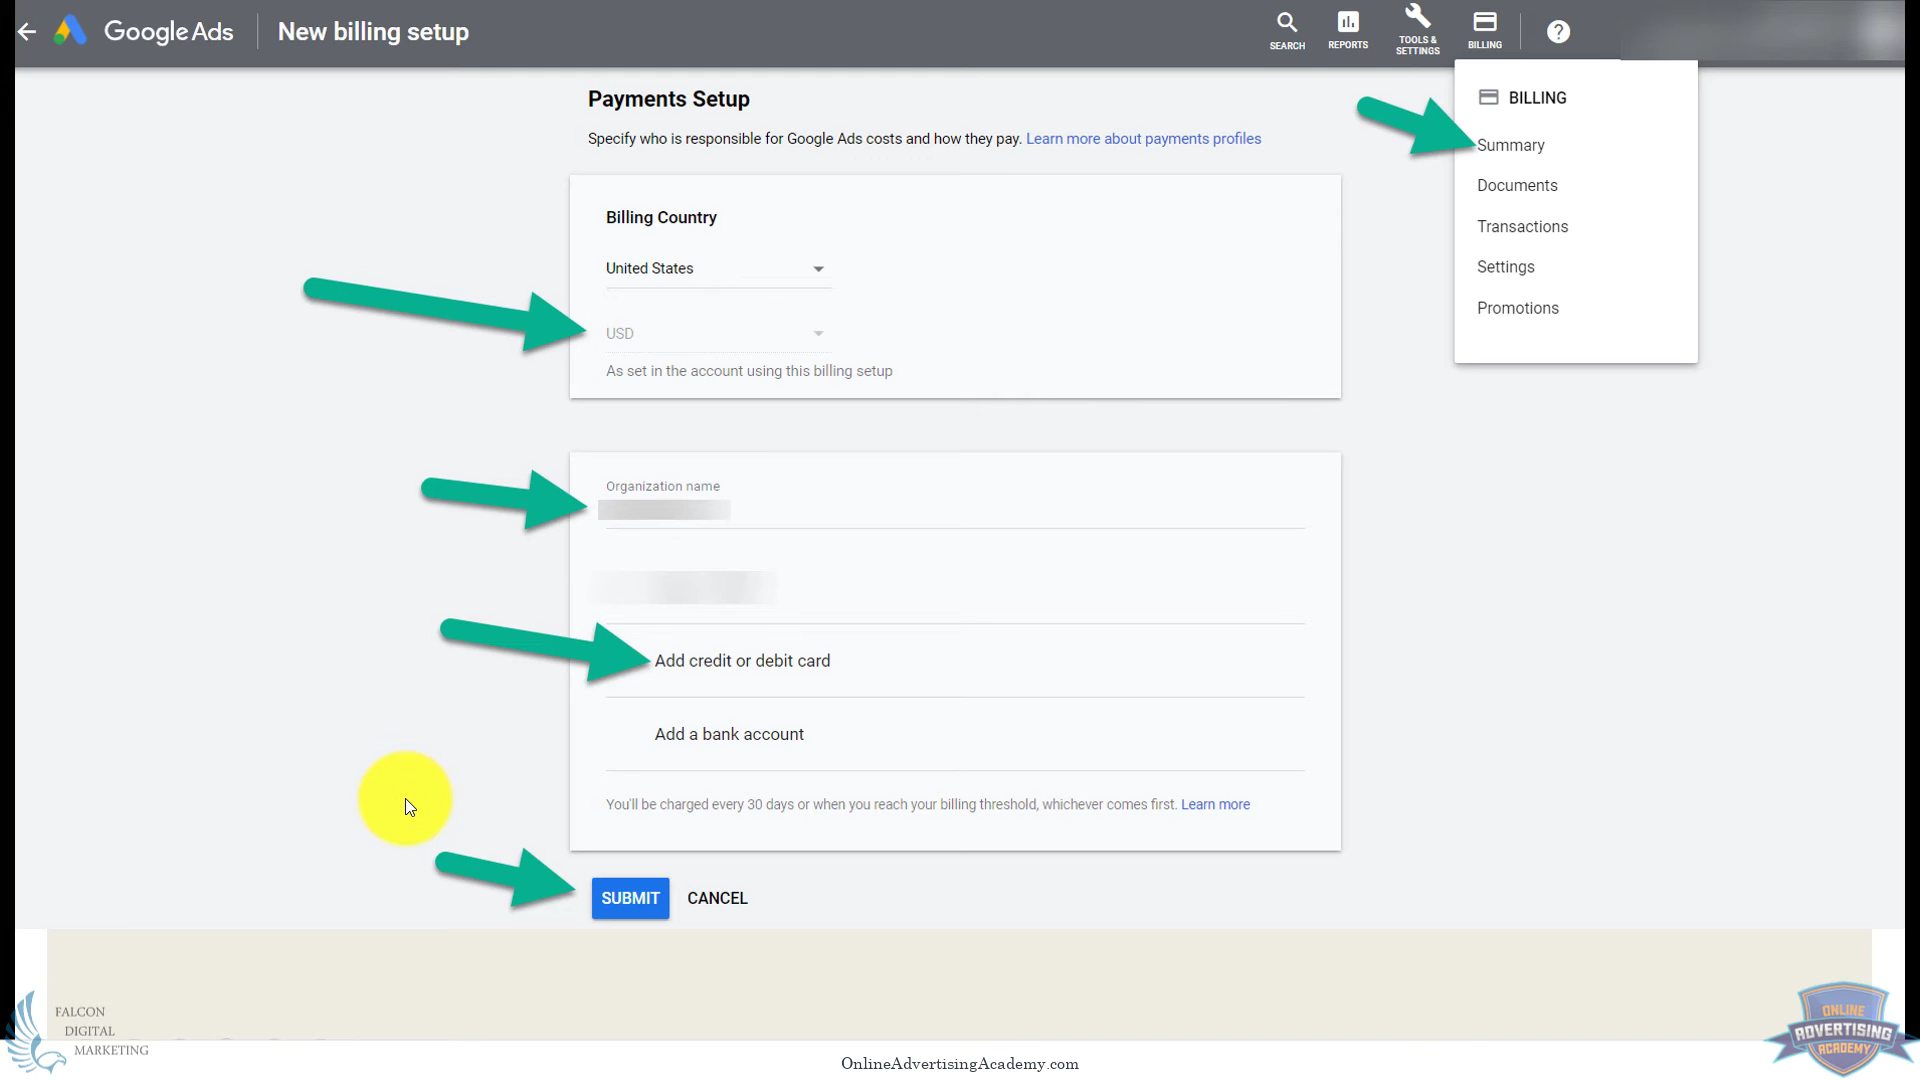 Google Ads
New billing setup
SEARCH
REPORTS
TOOLS &
SETTINGS
BILLING
?
BILLING
Summary
Documents
Transactions
Settings
Promotions
Payments Setup
Specify who is responsible for Google Ads costs and how they pay. Learn more about payments profiles
Billing Country
United States
USD
As set in the account using this billing setup
Organization name
Add credit or debit card
Add a bank account
You'll be charged every 30 days or when you reach your billing threshold, whichever comes first. Learn more
SUBMIT
CANCEL
FALCON
DIGITAL
MARKETING
OnlineAdvertisingAcademy.com
ONLINE
ADVERTISING
ACADEMY